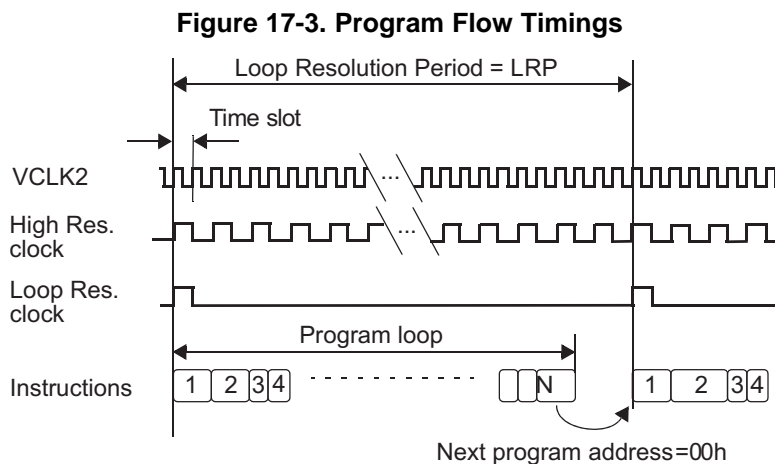 Figure 17-3. Program Flow Timings
Loop Resolution Period = LRP
Time slot
VCLK2
...
High Res.
clock
...
Loop Res.
clock
Program loop
Instructions
1 2 3 4
N
1 2 3 4
Next program address=00h